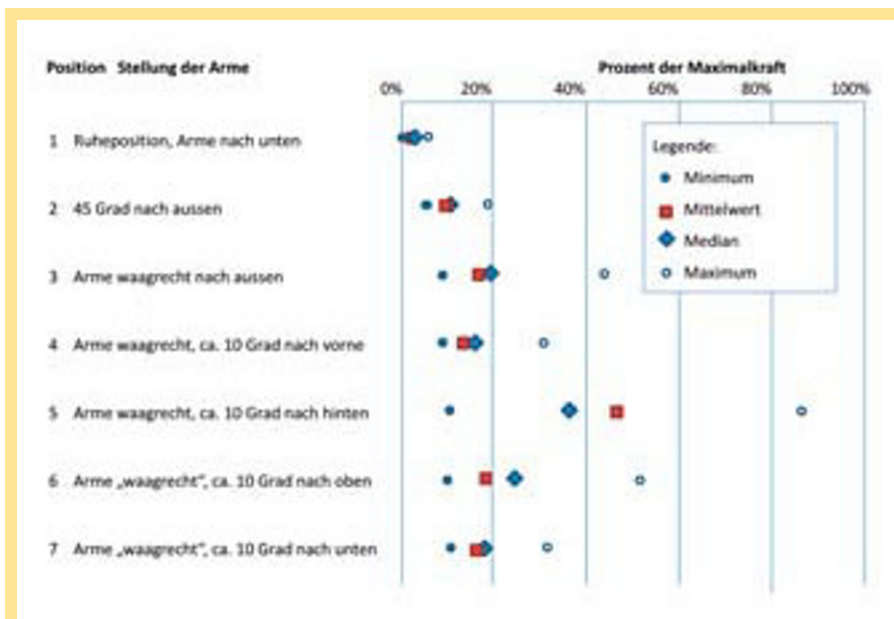 Position Stellung der Arme Prozent der Maximalkraft
0% 20% 40% 60% 80% 100%
1 Ruheposition, Arme nach unten
2 45 Grad nach aussen
3 Arme waagrecht nach aussen
4 Arme waagrecht, ca. 10 Grad nach vorne
5 Arme waagrecht, ca. 10 Grad nach hinten
6 Arme „waagrecht“, ca. 10 Grad nach oben
7 Arme „waagrecht“, ca. 10 Grad nach unten
Legende:
Minimum
Mittelwert
Median
Maximum